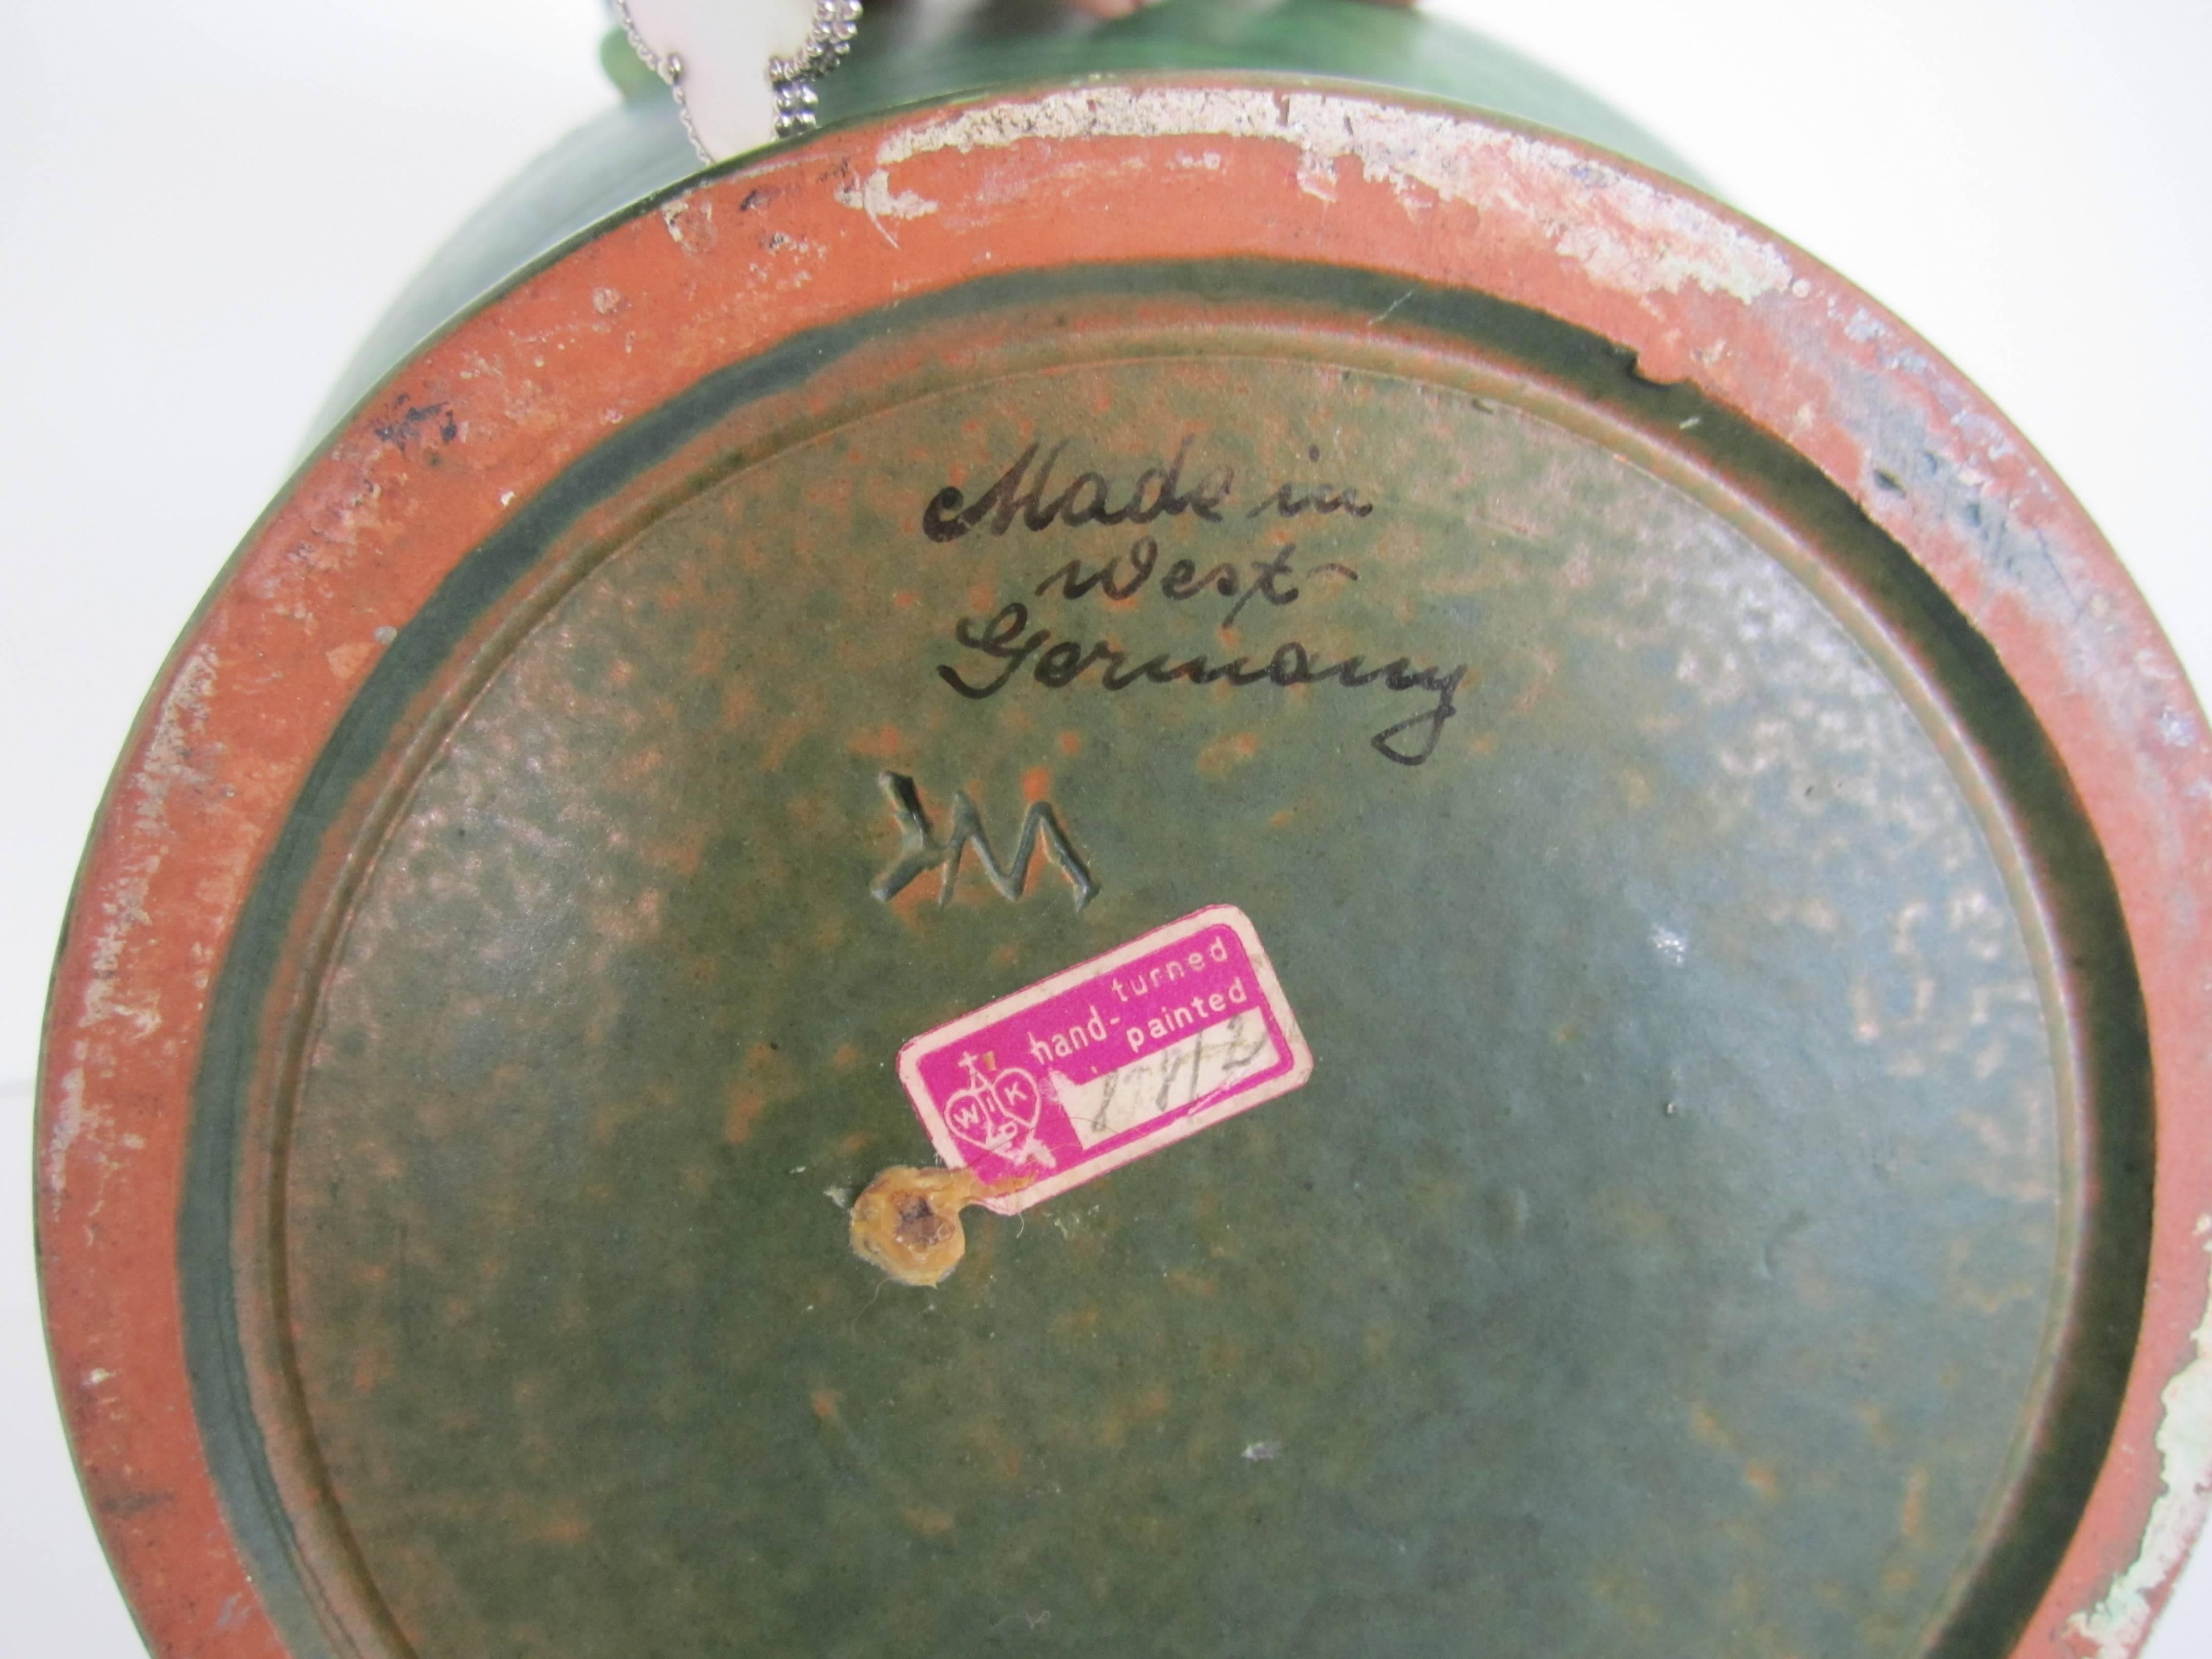 Made in
West
Germany
turned
hand-
painted
W I K